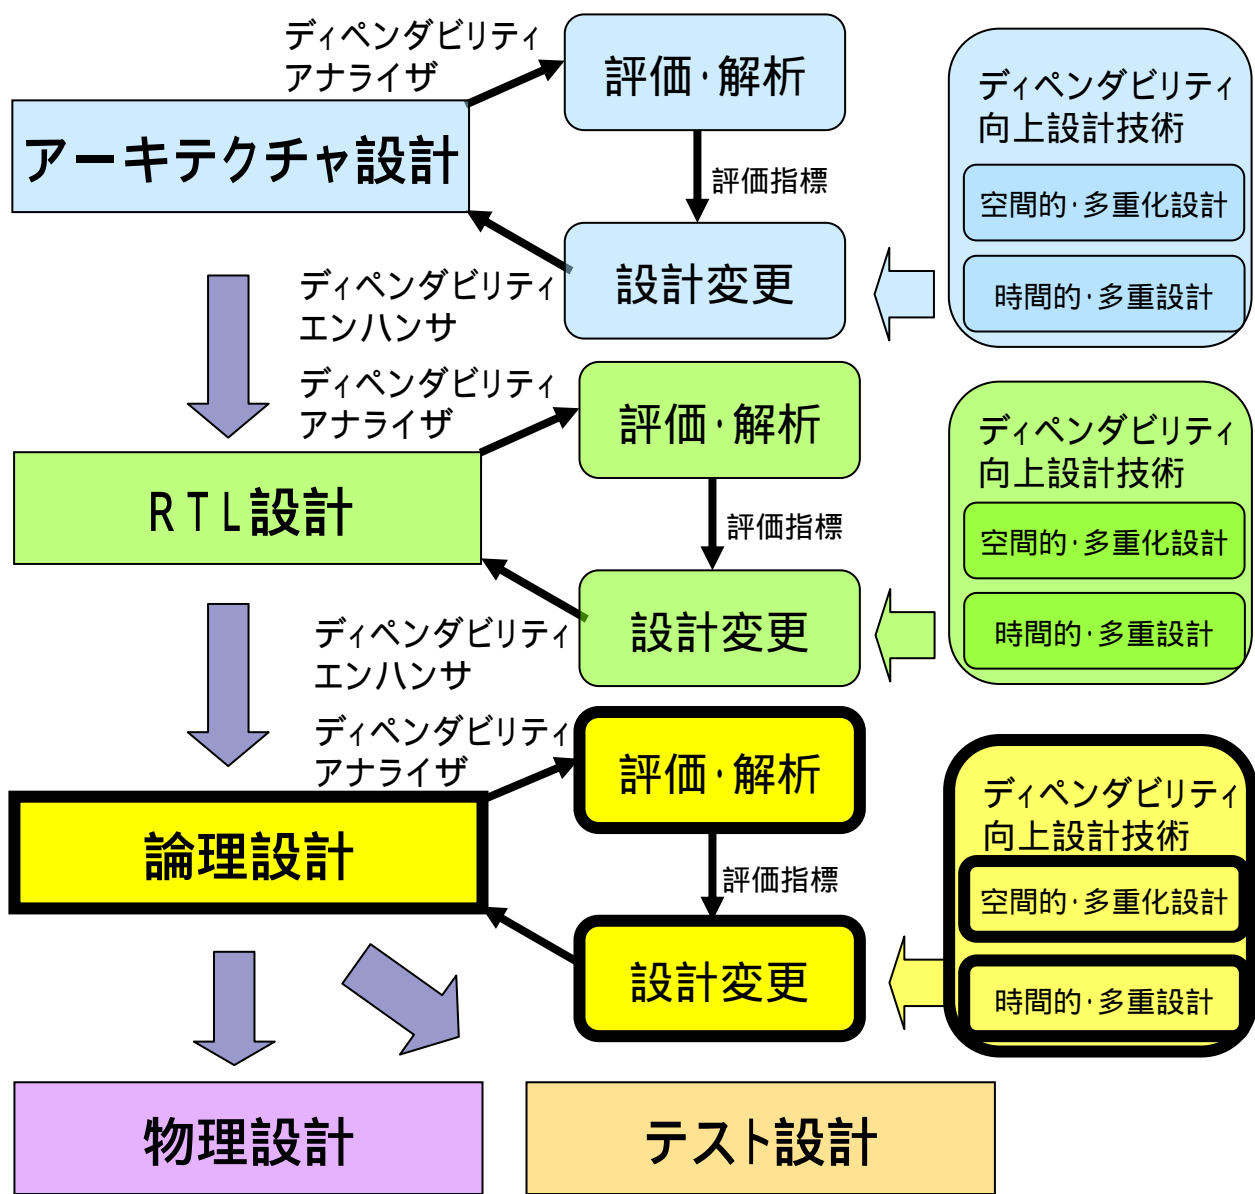 ディペンダビリティ
アナライザ
評価・解析
アーキテクチャ設計
評価指標
設計変更
ディペンダビリティ
エンハンサ
ディペンダビリティ
向上設計技術
空間的・多重化設計
時間的・多重設計
ディペンダビリティ
アナライザ
評価・解析
RTL設計
評価指標
設計変更
ディペンダビリティ
エンハンサ
ディペンダビリティ
向上設計技術
空間的・多重化設計
時間的・多重設計
ディペンダビリティ
アナライザ
評価・解析
論理設計
評価指標
設計変更
ディペンダビリティ
向上設計技術
空間的・多重化設計
時間的・多重設計
物理設計
テスト設計